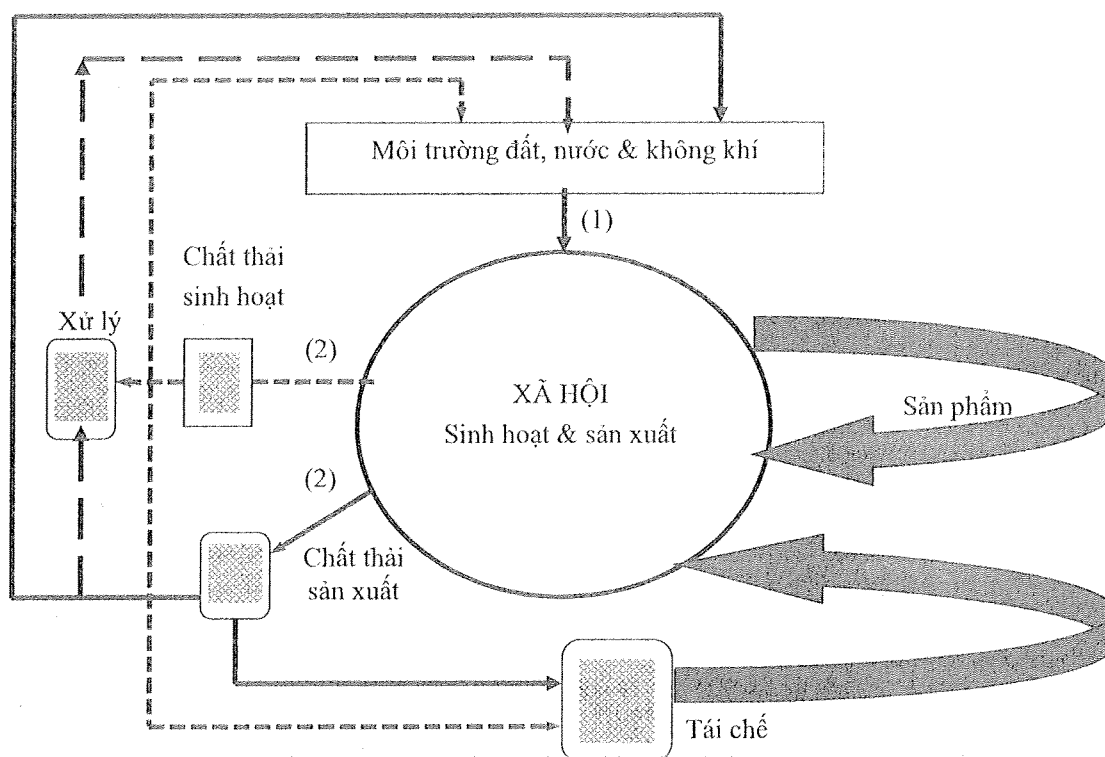 Môi trường đất, nước & không khí
(1)
Chất thải
sinh hoạt
Xử lý
(2)
XÃ HỘI
Sinh hoạt & sản xuất
Sản phẩm
(2)
Chất thải
sản xuất
Tái chế